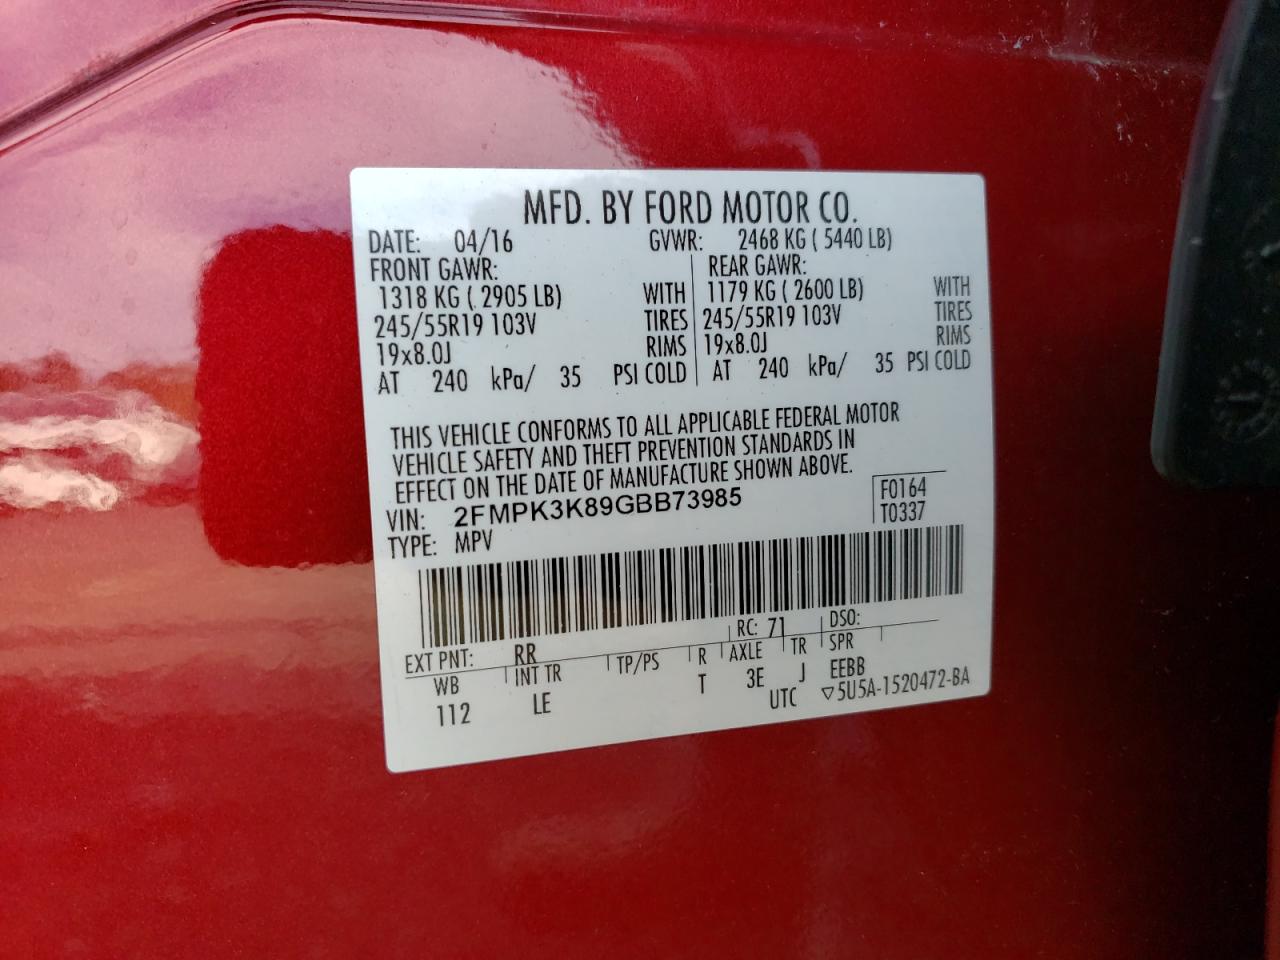 MFD. BY FORD MOTOR CO.
DATE: 04/16 GVWR: 2468 KG ( 5440 LB)
FRONT GAWR: REAR GAWR:
1318 KG ( 2905 LB) WITH 1179 KG ( 2600 LB) WITH
245/55R19 103V TIRES 245/55R19 103V TIRES
19x8.0J RIMS 19x8.0J RIMS
AT 240 kPa/ 35 PSI COLD AT 240 kPa/ 35 PSI COLD
THIS VEHICLE CONFORMS TO ALL APPLICABLE FEDERAL MOTOR
VEHICLE SAFETY AND THEFT PREVENTION STANDARDS IN
EFFECT ON THE DATE OF MANUFACTURE SHOWN ABOVE.
VIN: 2FMPK3K89GBB73985 F0164
TYPE: MPV T0337
EXT PNT: RR RC: 71 DSO:
WB INT TR TP/PS R AXLE TR SPR
112 LE T 3E J EEBB
UTC ▽5U5A-1520472-BA